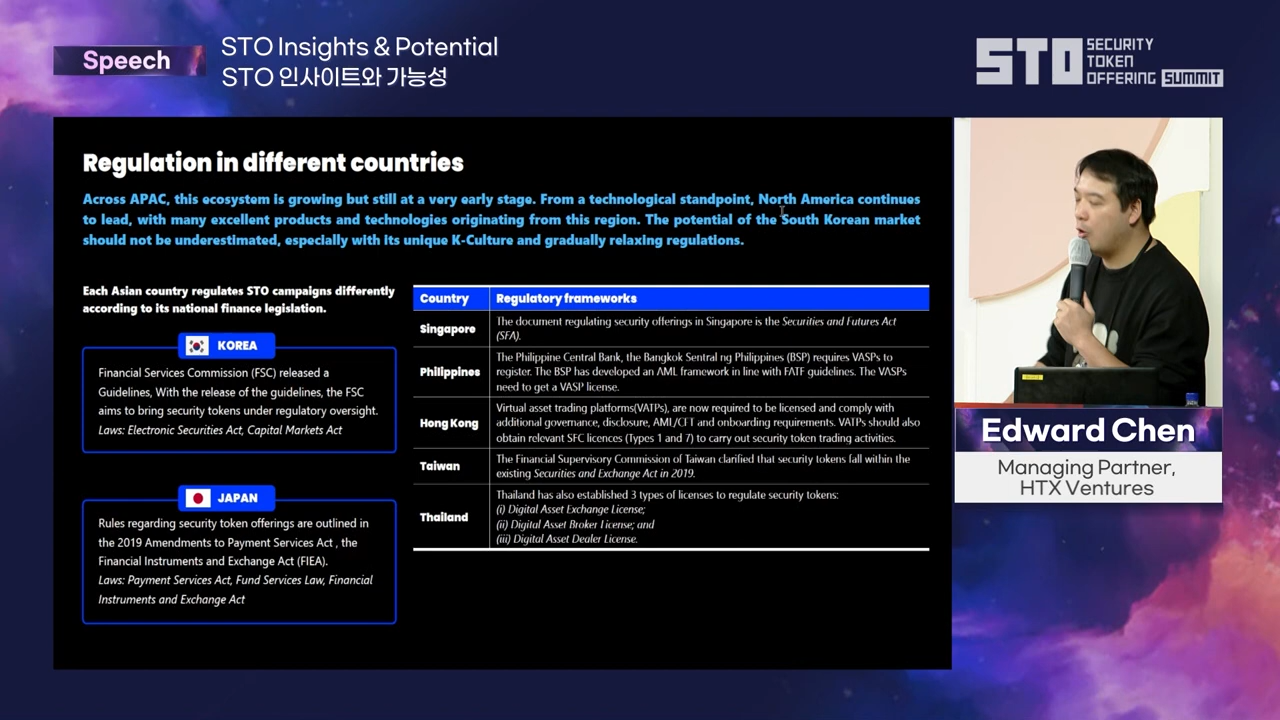 Speech
STO Insights & Potential
STO 인사이트와 가능성
STO SECURITY
TOKEN
OFFERING SUMMIT
Regulation in different countries
Across APAC, this ecosystem is growing but still at a very early stage. From a technological standpoint, North America continues
to lead, with many excellent products and technologies originating from this region. The potential of the South Korean market
should not be underestimated, especially with its unique K-Culture and gradually relaxing regulations.
Each Asian country regulates STO campaigns differently
according to its national finance legislation.
KOREA
Financial Services Commission (FSC) released a
Guidelines, With the release of the guidelines, the FSC
aims to bring security tokens under regulatory oversight.
Laws: Electronic Securities Act, Capital Markets Act
JAPAN
Rules regarding security token offerings are outlined in
the 2019 Amendments to Payment Services Act , the
Financial Instruments and Exchange Act (FIEA).
Laws: Payment Services Act, Fund Services Law, Financial
Instruments and Exchange Act
Country Regulatory frameworks
Singapore
The document regulating security offerings in Singapore is the Securities and Futures Act
(SFA).
Philippines
The Philippine Central Bank, the Bangkok Sentral ng Philippines (BSP) requires VASPs to
register. The BSP has developed an AML framework in line with FATF guidelines. The VASPs
need to get a VASP license.
Hong Kong
Virtual asset trading platforms(VATPs), are now required to be licensed and comply with
additional governance, disclosure, AML/CFT and onboarding requirements. VATPs should also
obtain relevant SFC licences (Types 1 and 7) to carry out security token trading activities.
Taiwan
The Financial Supervisory Commission of Taiwan clarified that security tokens fall within the
existing Securities and Exchange Act in 2019.
Thailand
Thailand has also established 3 types of licenses to regulate security tokens:
(i) Digital Asset Exchange License;
(ii) Digital Asset Broker License; and
(iii) Digital Asset Dealer License.
Edward Chen
Managing Partner,
HTX Ventures